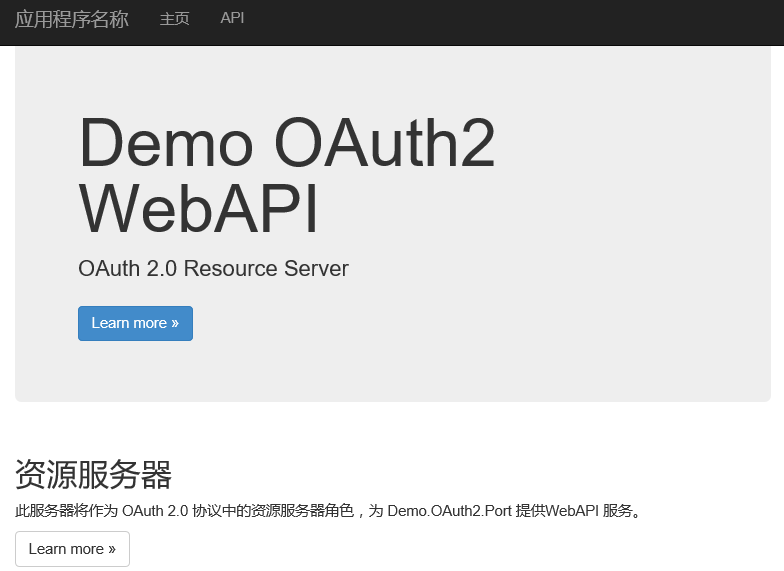 应用程序名称 主页 API
Demo OAuth2
WebAPI
OAuth 2.0 Resource Server
Learn more »
资源服务器
此服务器将作为 OAuth 2.0 协议中的资源服务器角色，为 Demo.OAuth2.Port 提供WebAPI 服务。
Learn more »